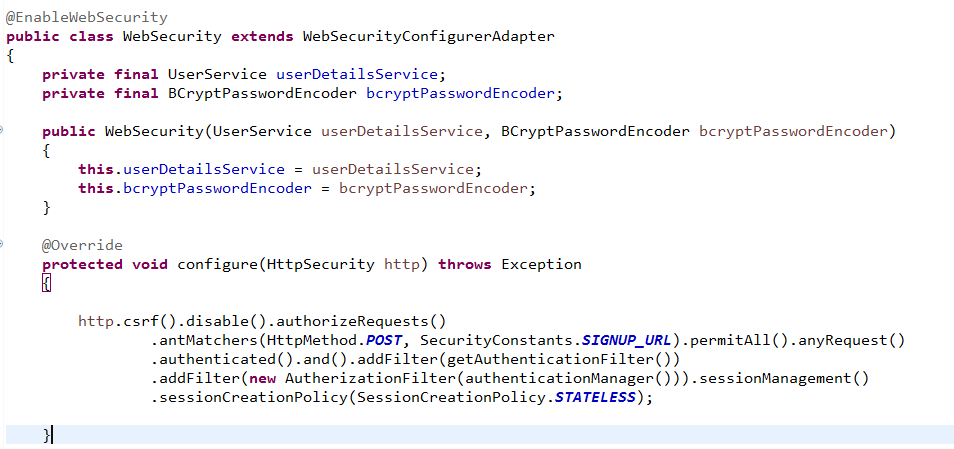 @EnableWebSecurity
public class WebSecurity extends WebSecurityConfigurerAdapter
{
    private final UserService userDetailsService;
    private final BCryptPasswordEncoder bcryptPasswordEncoder;

    public WebSecurity(UserService userDetailsService, BCryptPasswordEncoder bcryptPasswordEncoder)
    {
        this.userDetailsService = userDetailsService;
        this.bcryptPasswordEncoder = bcryptPasswordEncoder;
    }

    @Override
    protected void configure(HttpSecurity http) throws Exception
    {

        http.csrf().disable().authorizeRequests()
                .antMatchers(HttpMethod.POST, SecurityConstants.SIGNUP_URL).permitAll().anyRequest()
                .authenticated().and().addFilter(getAuthenticationFilter())
                .addFilter(new AutherizationFilter(authenticationManager())).sessionManagement()
                .sessionCreationPolicy(SessionCreationPolicy.STATELESS);

    }